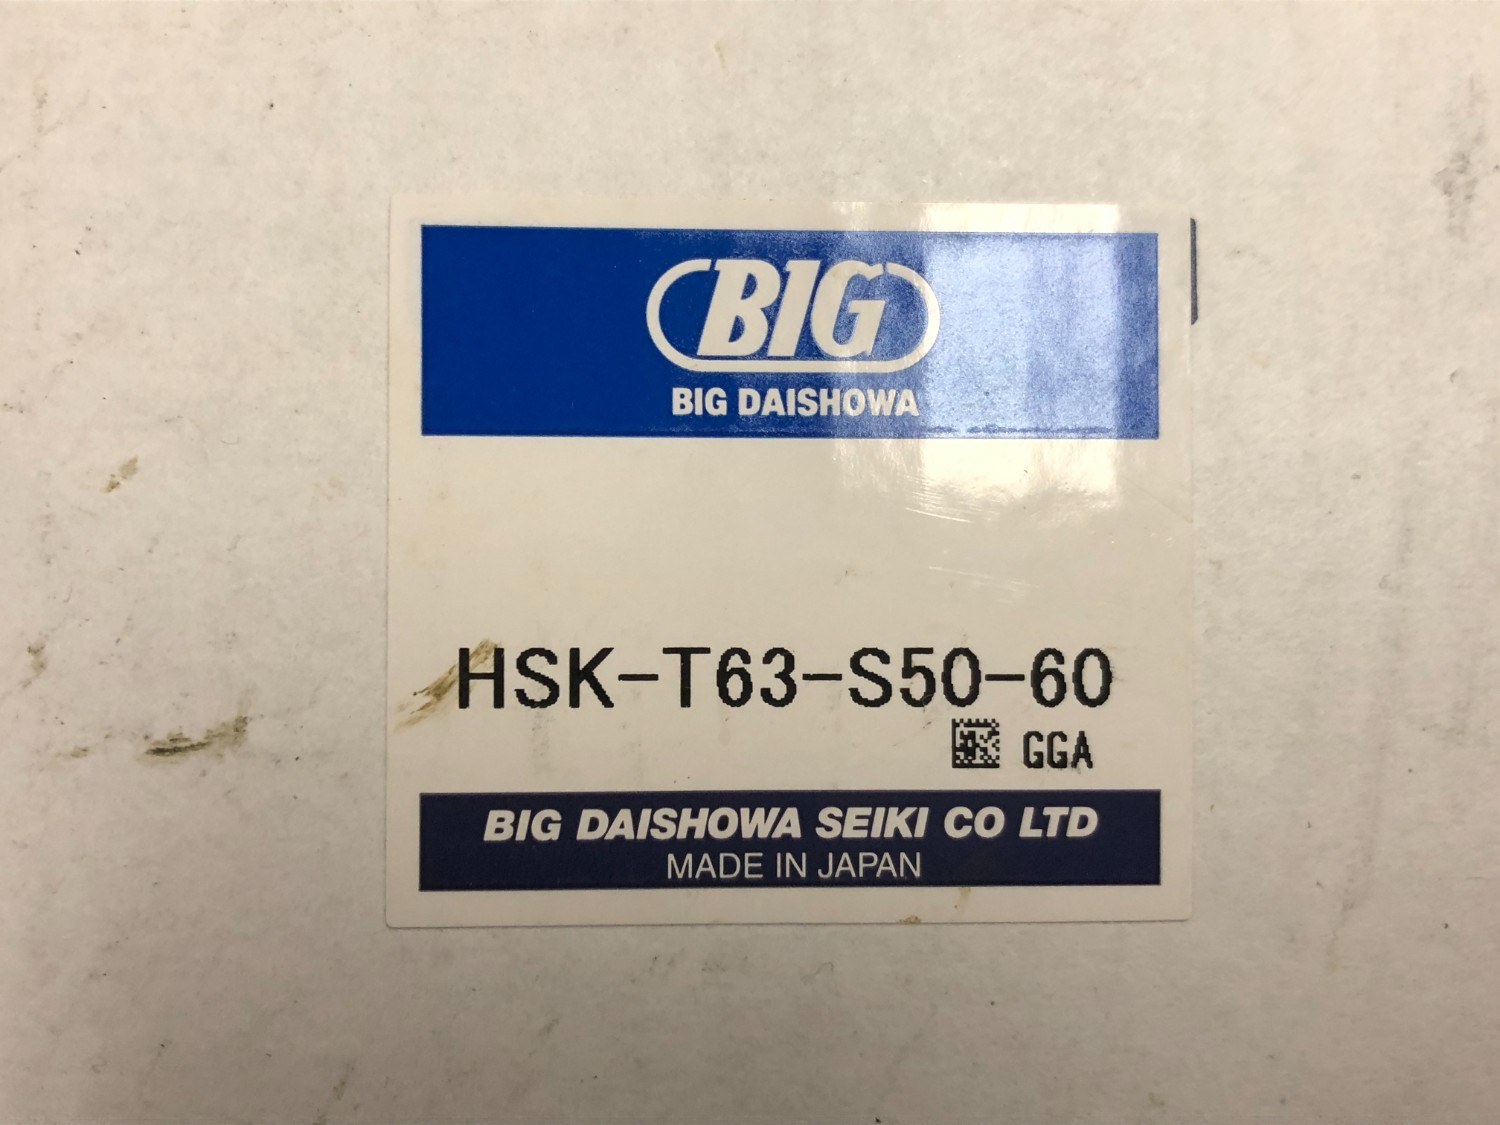 BIG
BIG DAISHOWA
HSK-T63-S50-60
GGA
BIG DAISHOWA SEIKI CO LTD
MADE IN JAPAN